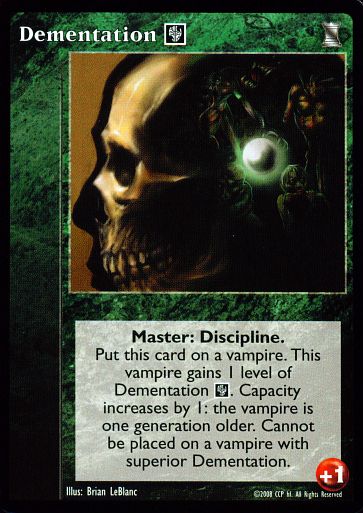 Dementation
Master: Discipline.
Put this card on a vampire. This
vampire gains 1 level of
Dementation . Capacity
increases by 1: the vampire is
one generation older. Cannot
be placed on a vampire with
superior Dementation.
+1
Illus: Brian LeBlanc
©2008 CCP hf. All Rights Reserved